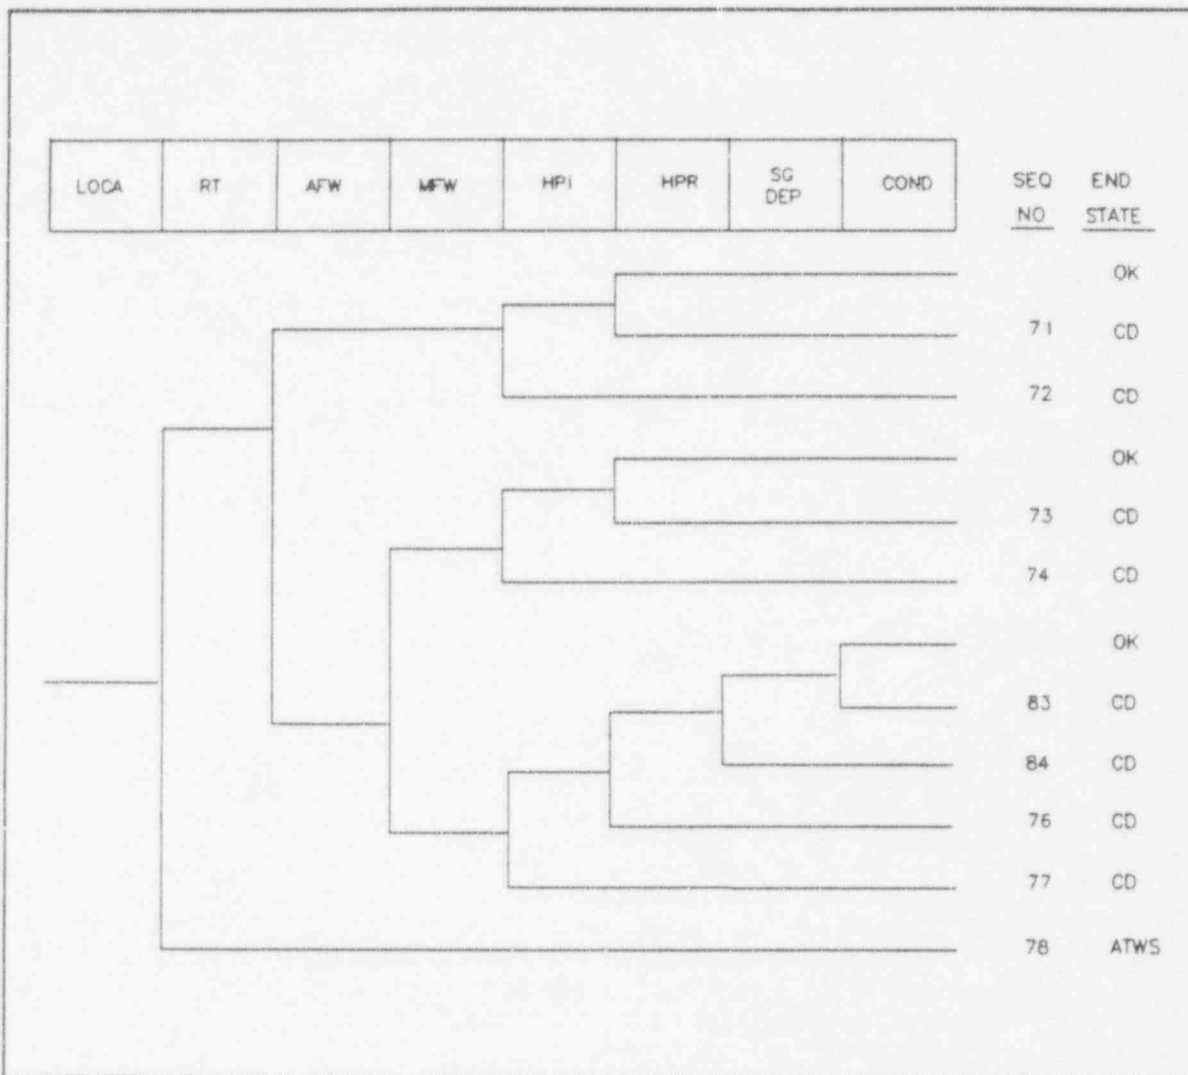 LOCA RT AFW MFW HPI HPR SG DEP COND SEQ NO END STATE
OK
71 CD
72 CD
OK
73 CD
74 CD
OK
83 CD
84 CD
76 CD
77 CD
78 ATWS